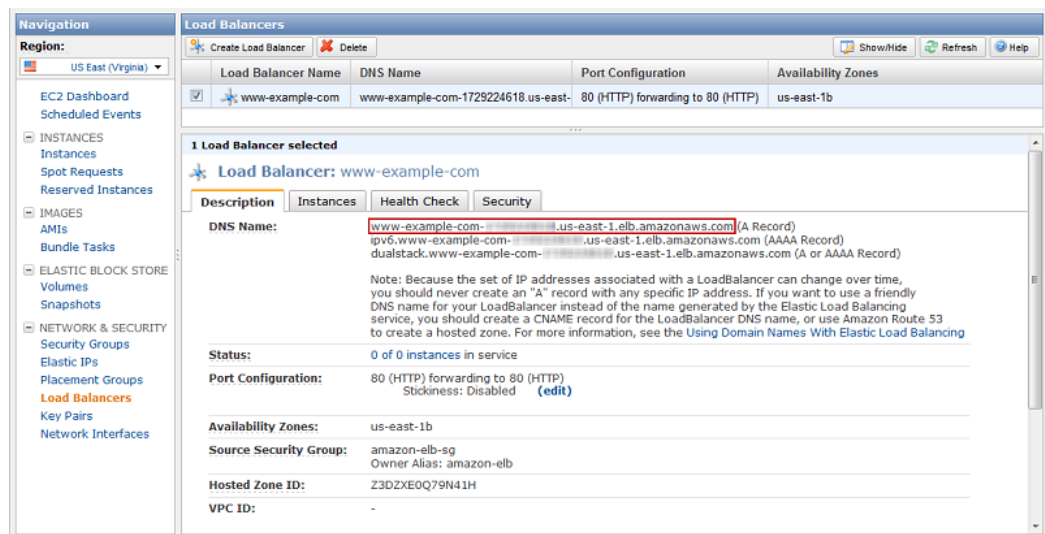 Navigation
Region:
US East (Virginia)
EC2 Dashboard
Scheduled Events
INSTANCES
Instances
Spot Requests
Reserved Instances
IMAGES
AMIs
Bundle Tasks
ELASTIC BLOCK STORE
Volumes
Snapshots
NETWORK & SECURITY
Security Groups
Elastic IPs
Placement Groups
Load Balancers
Key Pairs
Network Interfaces
Load Balancers
Create Load Balancer Delete Show/Hide Refresh Help
Load Balancer Name DNS Name Port Configuration Availability Zones
www-example-com www-example-com-1729224618.us-east- 80 (HTTP) forwarding to 80 (HTTP) us-east-1b
1 Load Balancer selected
Load Balancer: www-example-com
Description Instances Health Check Security
DNS Name: www-example-com- .us-east-1.elb.amazonaws.com (A Record)
ipv6.www-example-com- .us-east-1.elb.amazonaws.com (AAAA Record)
dualstack.www-example-com- .us-east-1.elb.amazonaws.com (A or AAAA Record)
Note: Because the set of IP addresses associated with a LoadBalancer can change over time,
you should never create an "A" record with any specific IP address. If you want to use a friendly
DNS name for your LoadBalancer instead of the name generated by the Elastic Load Balancing
service, you should create a CNAME record for the LoadBalancer DNS name, or use Amazon Route 53
to create a hosted zone. For more information, see the Using Domain Names With Elastic Load Balancing
Status: 0 of 0 instances in service
Port Configuration: 80 (HTTP) forwarding to 80 (HTTP)
Stickiness: Disabled (edit)
Availability Zones: us-east-1b
Source Security Group: amazon-elb-sg
Owner Alias: amazon-elb
Hosted Zone ID: Z3DZXE0Q79N41H
VPC ID: -